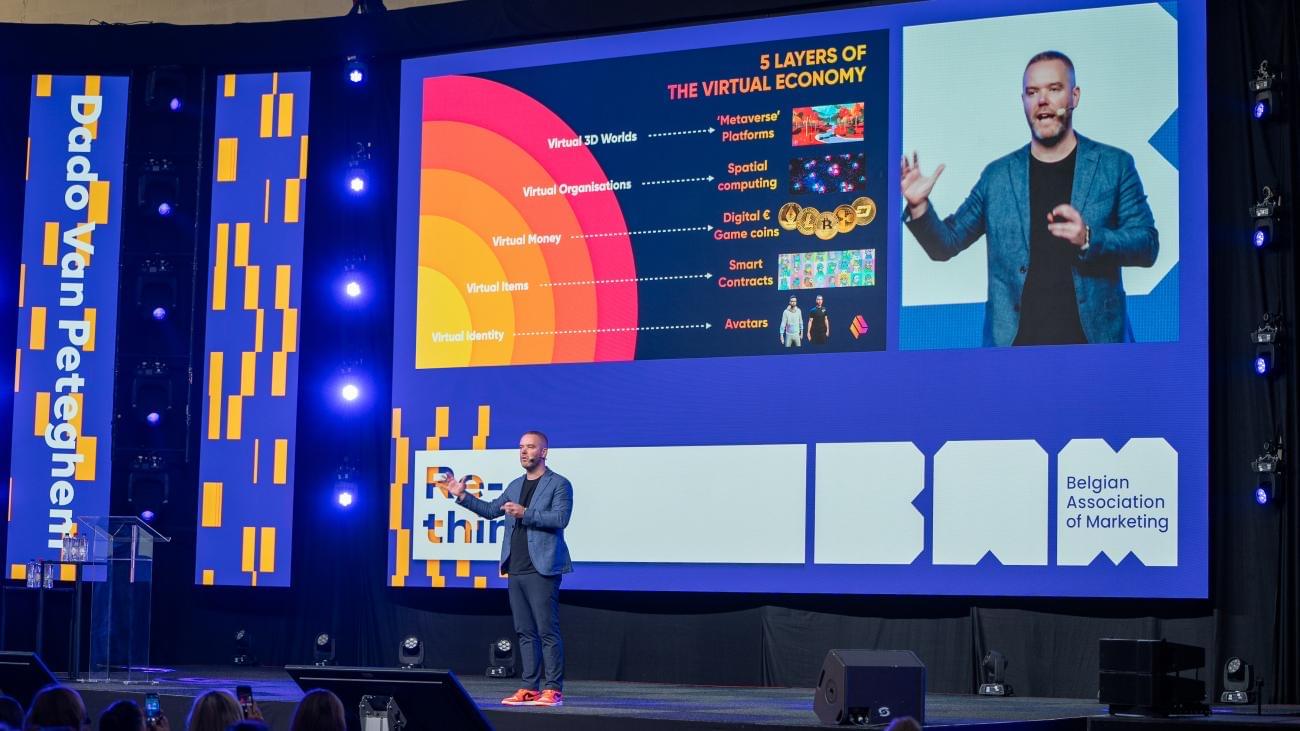 Dado Van Peteghem
5 LAYERS OF
THE VIRTUAL ECONOMY
Virtual 3D Worlds
'Metaverse'
Platforms
Virtual Organisations
Spatial
computing
Virtual Money
Digital €
Game coins
Virtual Items
Smart
Contracts
Virtual Identity
Avatars
Re-
thin
BAM
Belgian
Association
of Marketing